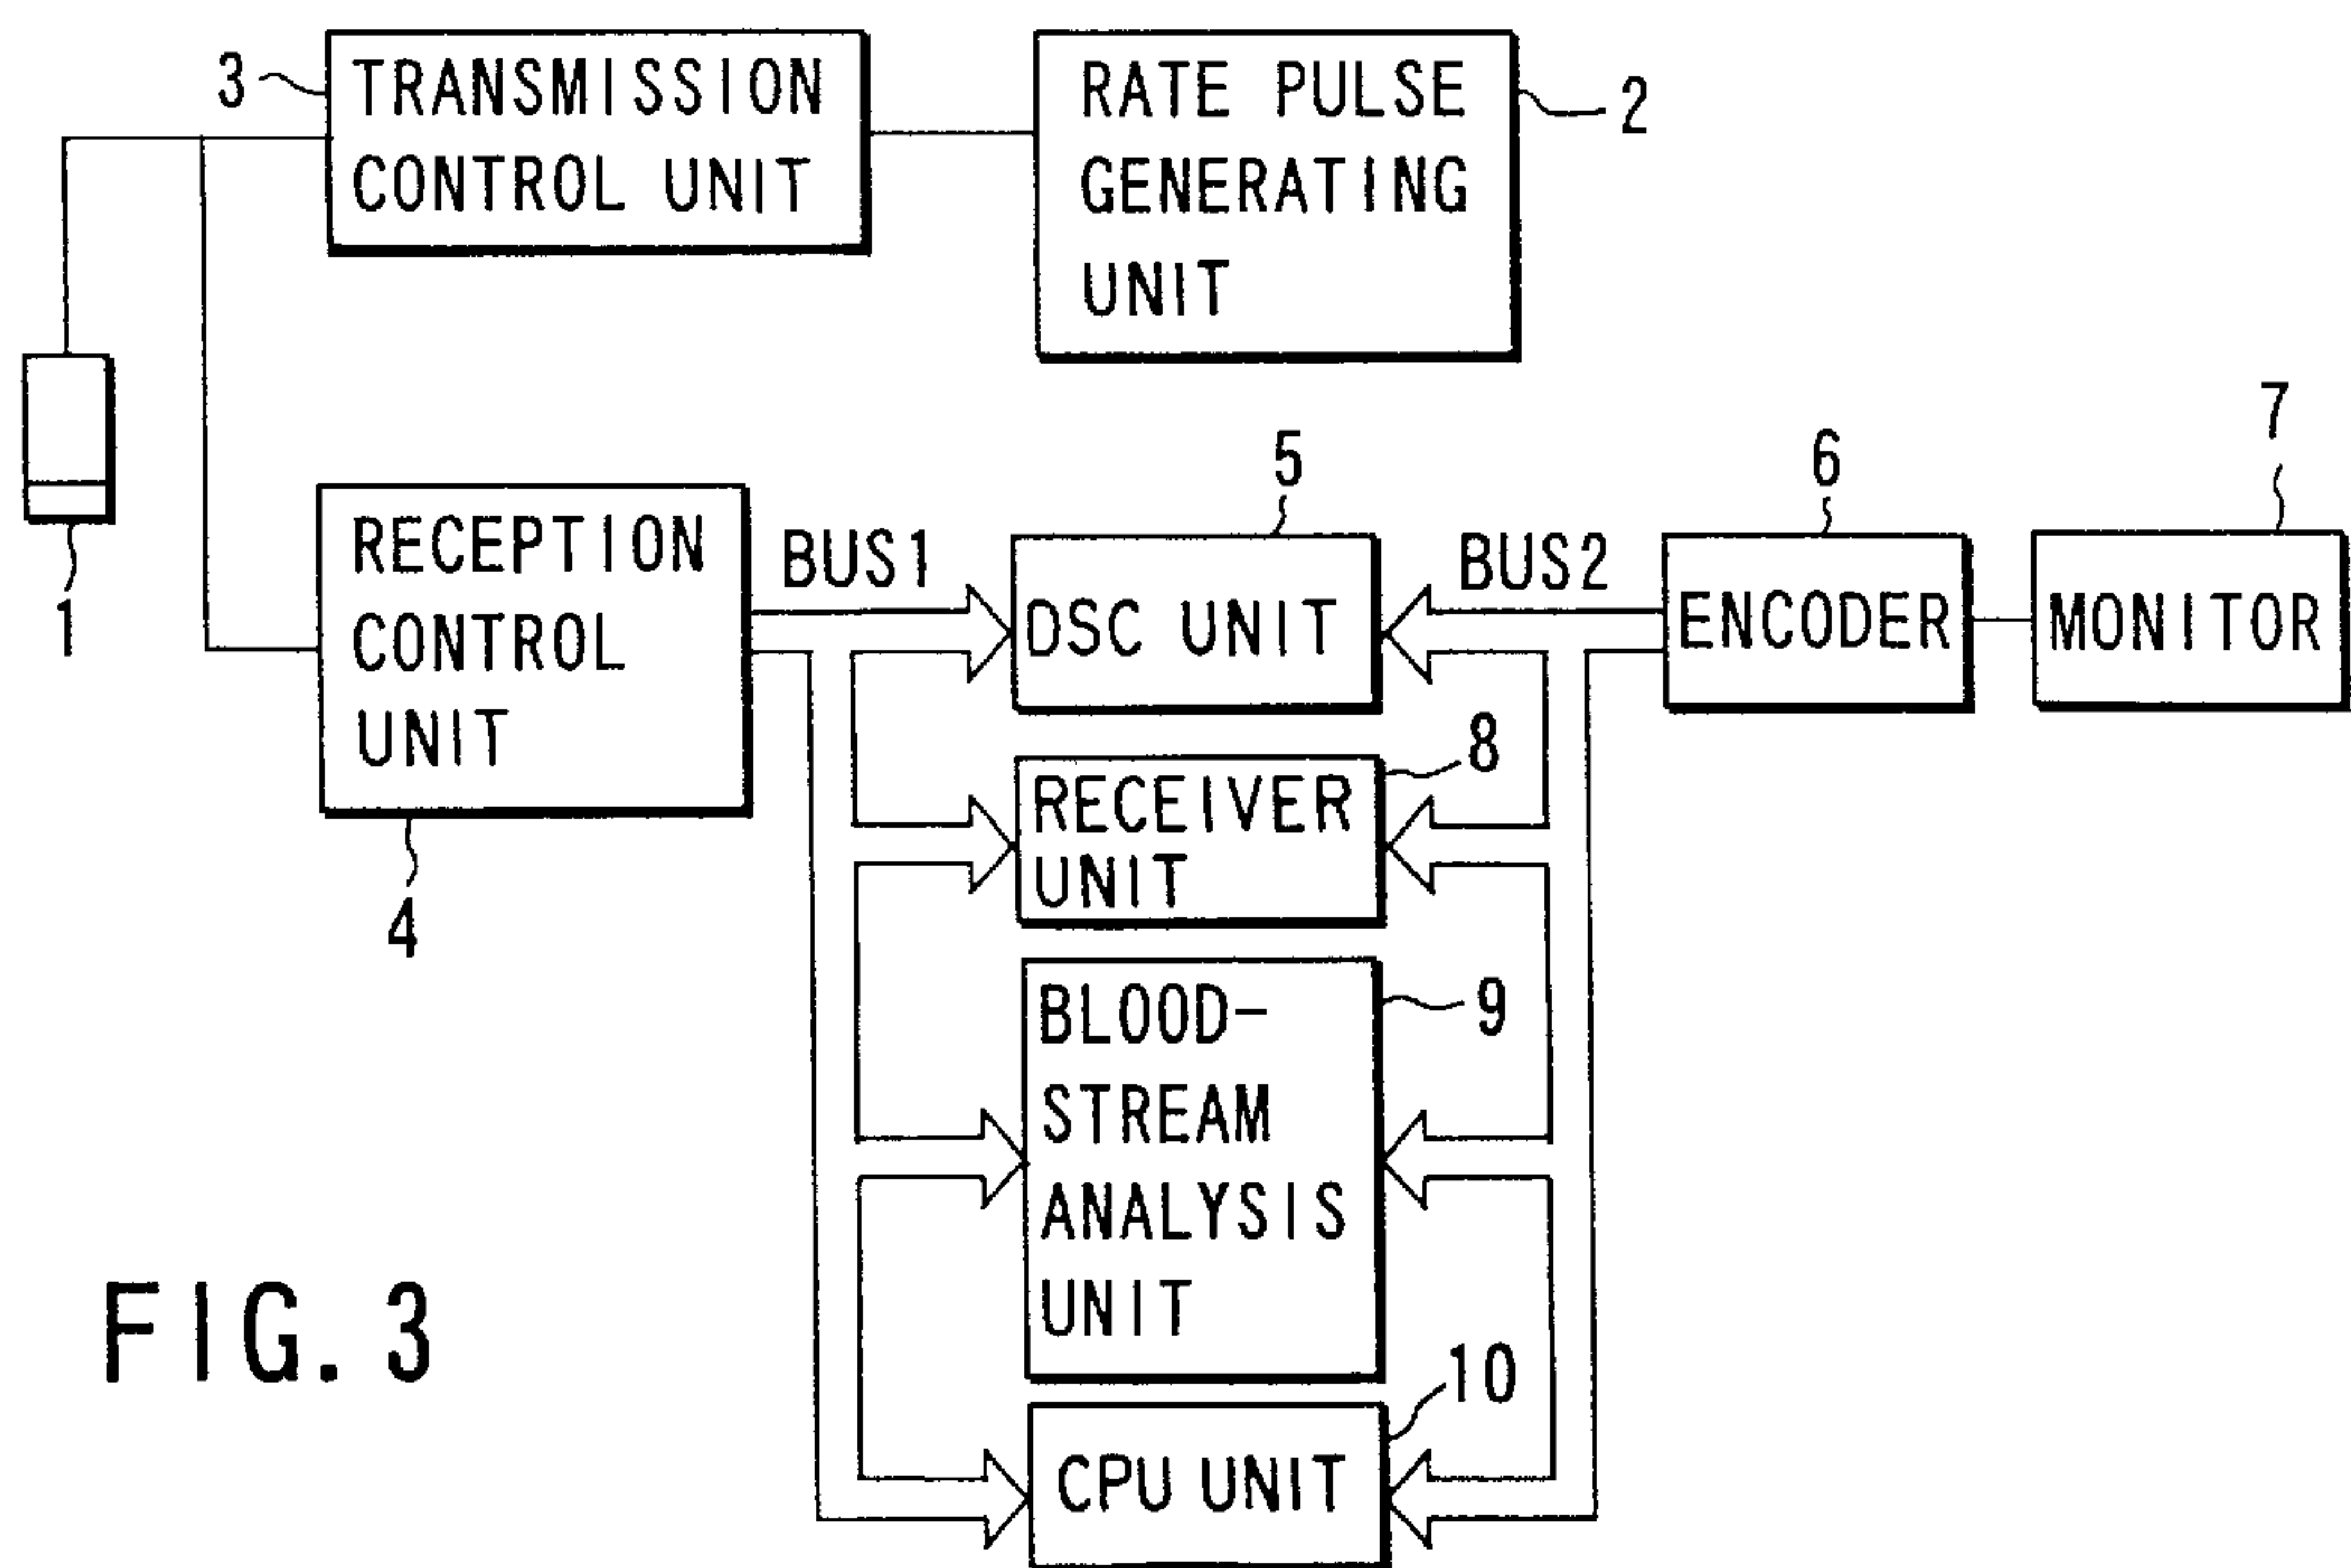 3
TRANSMISSION
CONTROL UNIT
RATE PULSE
GENERATING
UNIT
2
1
RECEPTION
CONTROL
UNIT
4
BUS1
5
DSC UNIT
BUS2
6
ENCODER
7
MONITOR
8
RECEIVER
UNIT
BLOOD-
STREAM
ANALYSIS
UNIT
9
10
CPU UNIT
FIG. 3